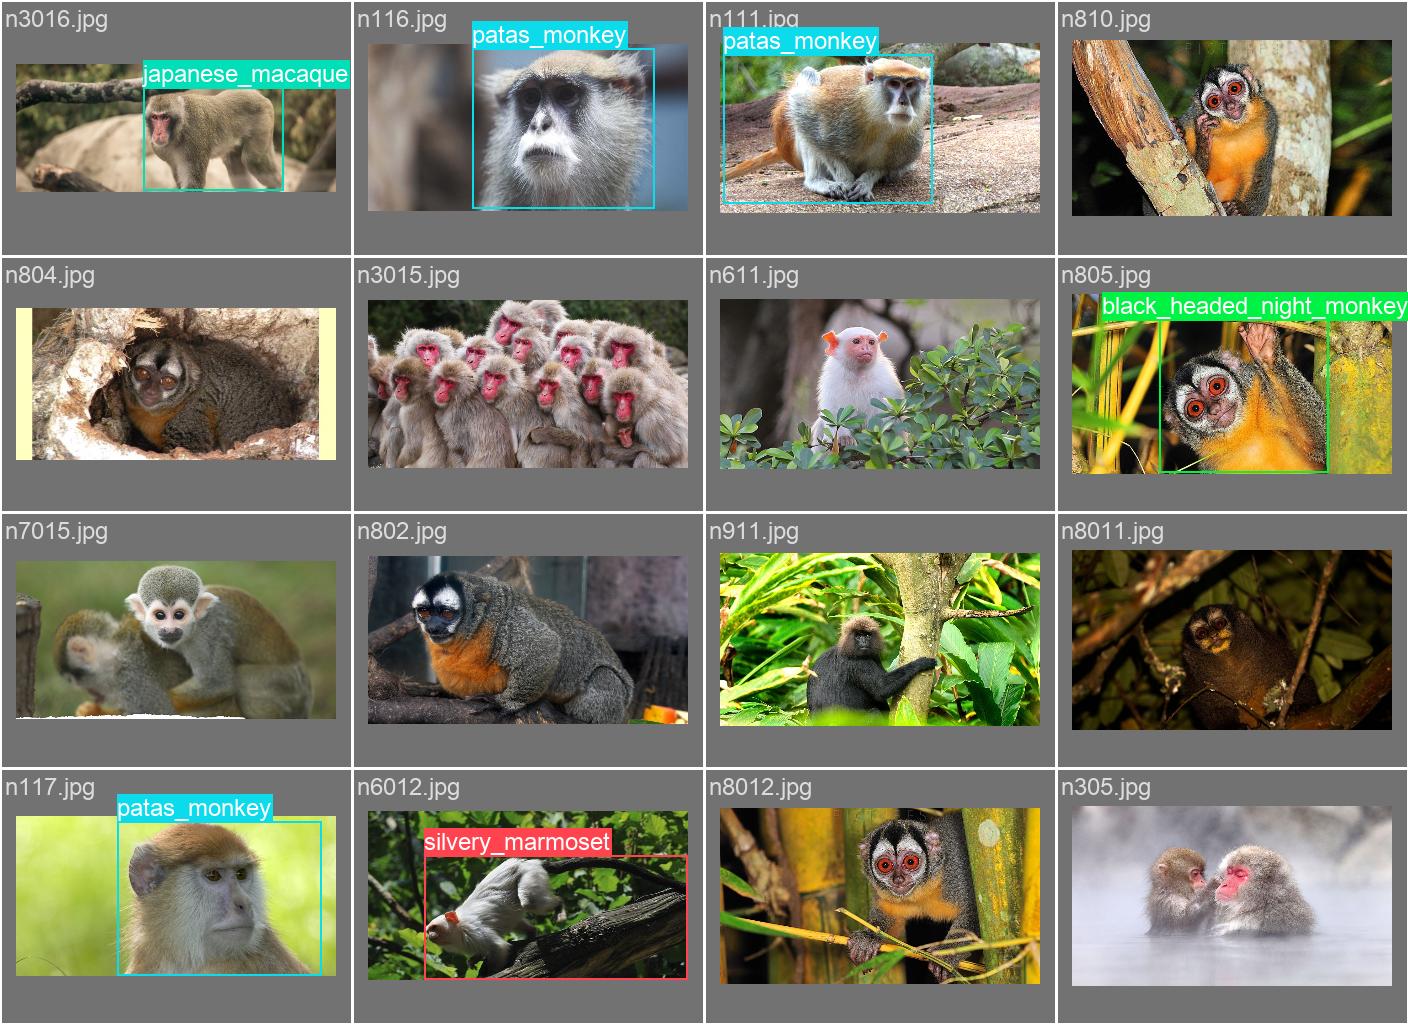 n3016.jpg
japanese_macaque
n116.jpg
patas_monkey
n111.jpg
patas_monkey
n810.jpg
n804.jpg
n3015.jpg
n611.jpg
n805.jpg
black_headed_night_monkey
n7015.jpg
n802.jpg
n911.jpg
n8011.jpg
n117.jpg
patas_monkey
n6012.jpg
silvery_marmoset
n8012.jpg
n305.jpg